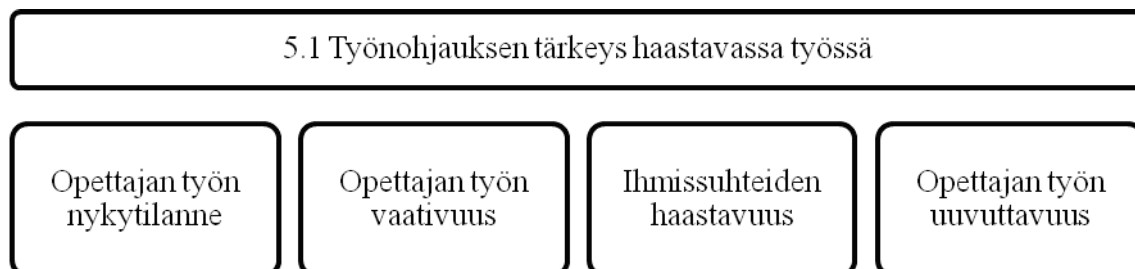 5.1 Työnohjauksen tärkeys haastavassa työssä
Opettajan työn
nykytilanne
Opettajan työn
vaativuus
Ihmissuhteiden
haastavuus
Opettajan työn
uuvuttavuus